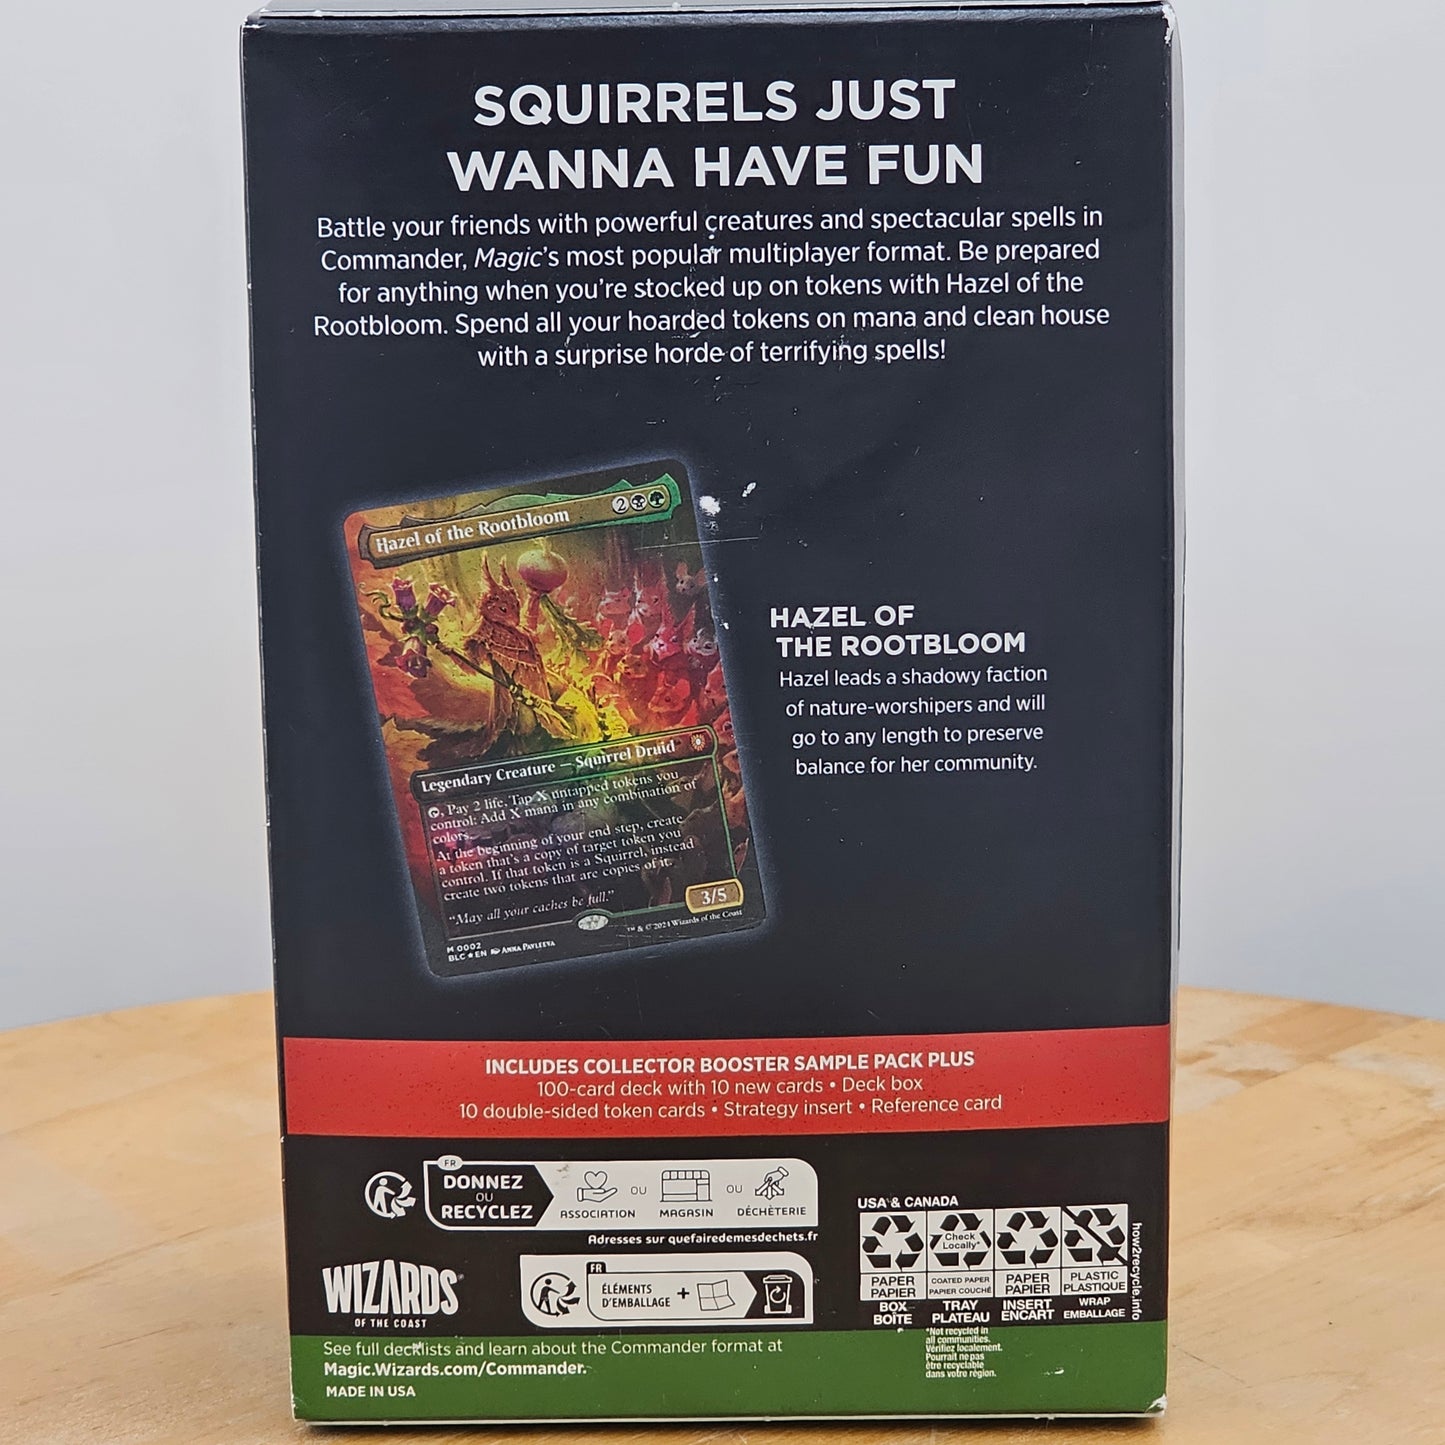 SQUIRRELS JUST
WANNA HAVE FUN
Battle your friends with powerful creatures and spectacular spells in
Commander, Magic's most popular multiplayer format. Be prepared
for anything when you're stocked up on tokens with Hazel of the
Rootbloom. Spend all your hoarded tokens on mana and clean house
with a surprise horde of terrifying spells!
Hazel of the Rootbloom 2
Legendary Creature — Squirrel Druid
, Pay 2 life, Tap X untapped tokens you
control: Add X mana in any combination of
colors.
At the beginning of your end step, create
a token that's a copy of target token you
control. If that token is a Squirrel, instead
create two tokens that are copies of it.
"May all your caches be full."
3/5
M 0002
BLC ★ EN Anna Pavleeva
™ & © 2024 Wizards of the Coast
HAZEL OF
THE ROOTBLOOM
Hazel leads a shadowy faction
of nature-worshipers and will
go to any length to preserve
balance for her community.
INCLUDES COLLECTOR BOOSTER SAMPLE PACK PLUS
100-card deck with 10 new cards • Deck box
10 double-sided token cards • Strategy insert • Reference card
FR
DONNEZ
OU
RECYCLEZ
ASSOCIATION
OU
MAGASIN
OU
DÉCHÈTERIE
Adresses sur quefairedemesdechets.fr
FR
ÉLÉMENTS
D'EMBALLAGE
+
WIZARDS
OF THE COAST
USA & CANADA
Check
Locally*
PAPER
PAPIER
BOX
BOÎTE
COATED PAPER
PAPIER COUCHÉ
TRAY
PLATEAU
PAPER
PAPIER
INSERT
ENCART
PLASTIC
PLASTIQUE
WRAP
EMBALLAGE
how2recycle.info
*Not recycled in
all communities.
Vérifiez localement.
Pourrait ne pas
être recyclable
dans votre région.
See full decklists and learn about the Commander format at
Magic.Wizards.com/Commander.
MADE IN USA